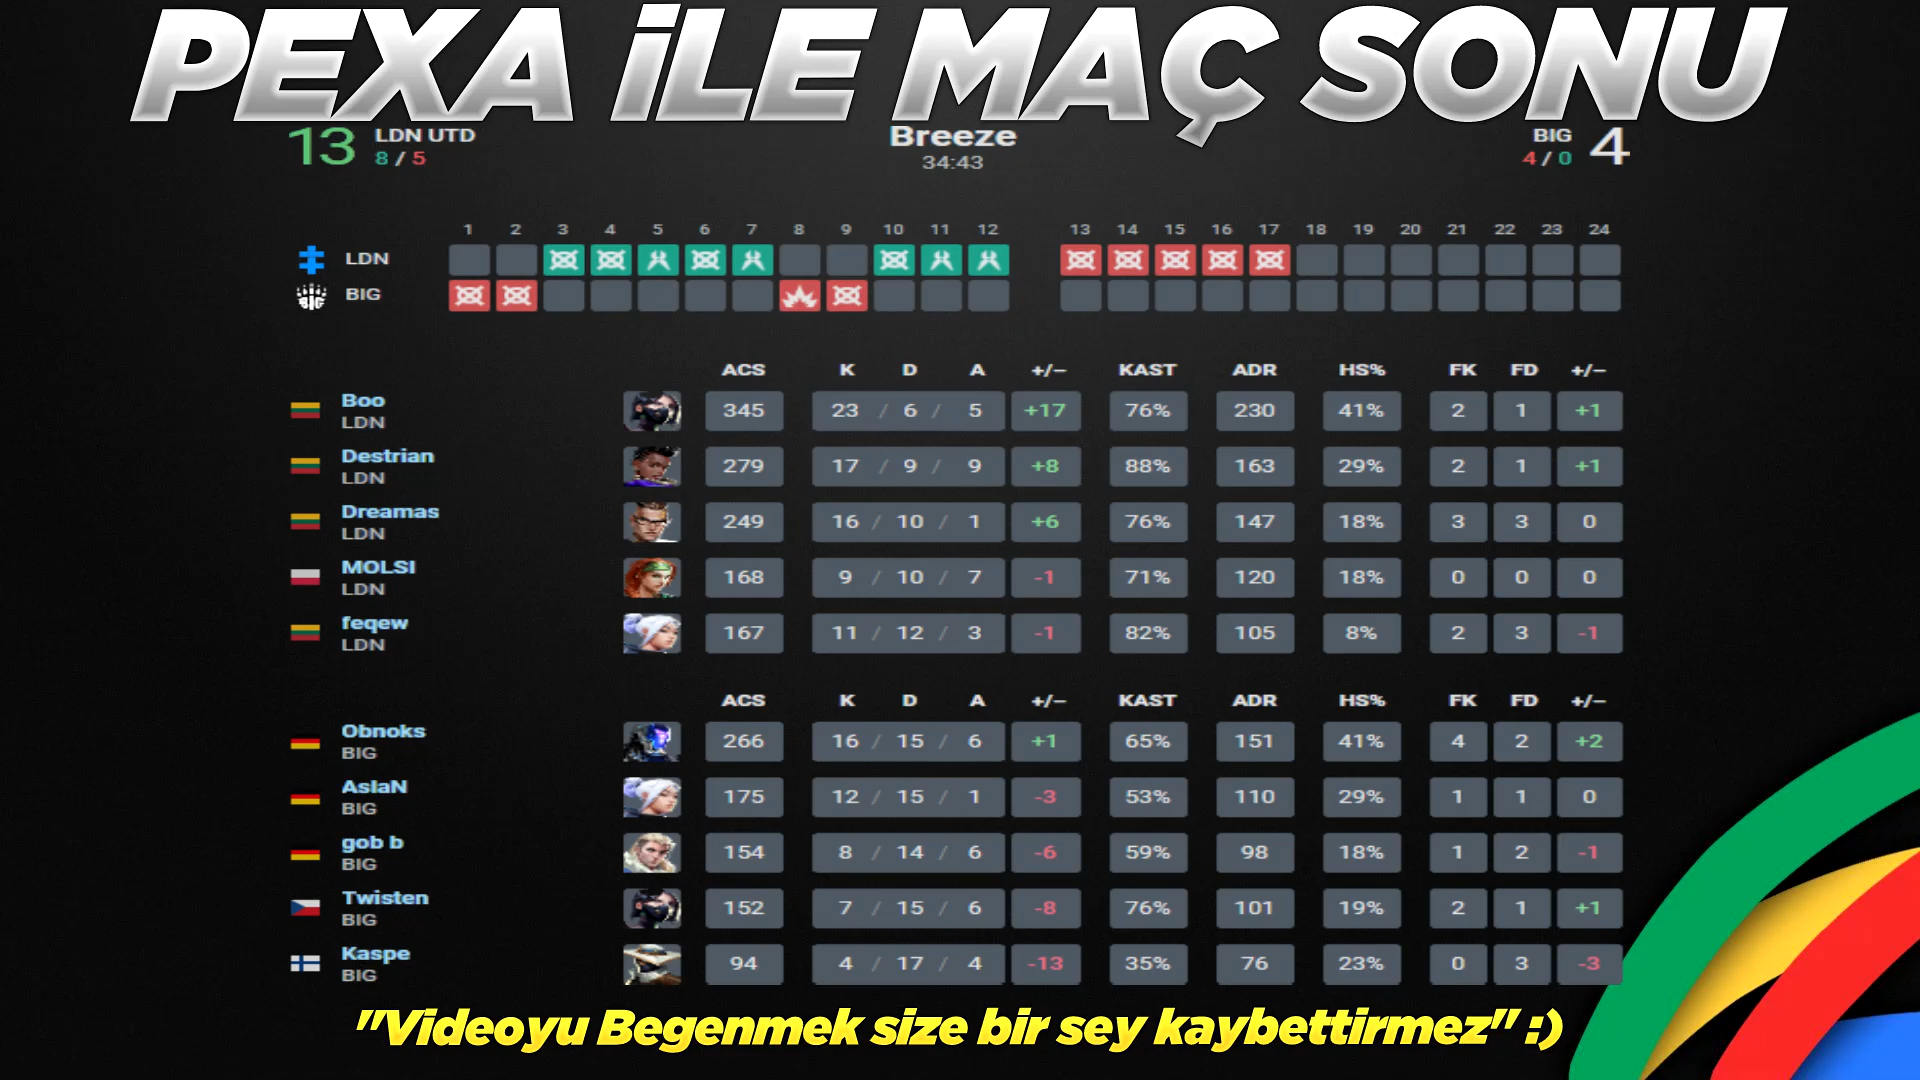 PEXA iLE MAÇ SONU
13 LDN UTD Breeze BIG 4
8 / 5 34:43 4 / 0
1 2 3 4 5 6 7 8 9 10 11 12 13 14 15 16 17 18 19 20 21 22 23 24
LDN
BIG
ACS K D A +/− KAST ADR HS% FK FD +/−
Boo 345 23 / 6 / 5 +17 76% 230 41% 2 1 +1
LDN
Destrian 279 17 / 9 / 9 +8 88% 163 29% 2 1 +1
LDN
Dreamas 249 16 / 10 / 1 +6 76% 147 18% 3 3 0
LDN
MOLSI 168 9 / 10 / 7 -1 71% 120 18% 0 0 0
LDN
feqew 167 11 / 12 / 3 -1 82% 105 8% 2 3 -1
LDN
ACS K D A +/− KAST ADR HS% FK FD +/−
Obnoks 266 16 / 15 / 6 +1 65% 151 41% 4 2 +2
BIG
AslaN 175 12 / 15 / 1 -3 53% 110 29% 1 1 0
BIG
gob b 154 8 / 14 / 6 -6 59% 98 18% 1 2 -1
BIG
Twisten 152 7 / 15 / 6 -8 76% 101 19% 2 1 +1
BIG
Kaspe 94 4 / 17 / 4 -13 35% 76 23% 0 3 -3
BIG
"Videoyu Begenmek size bir sey kaybettirmez" :)